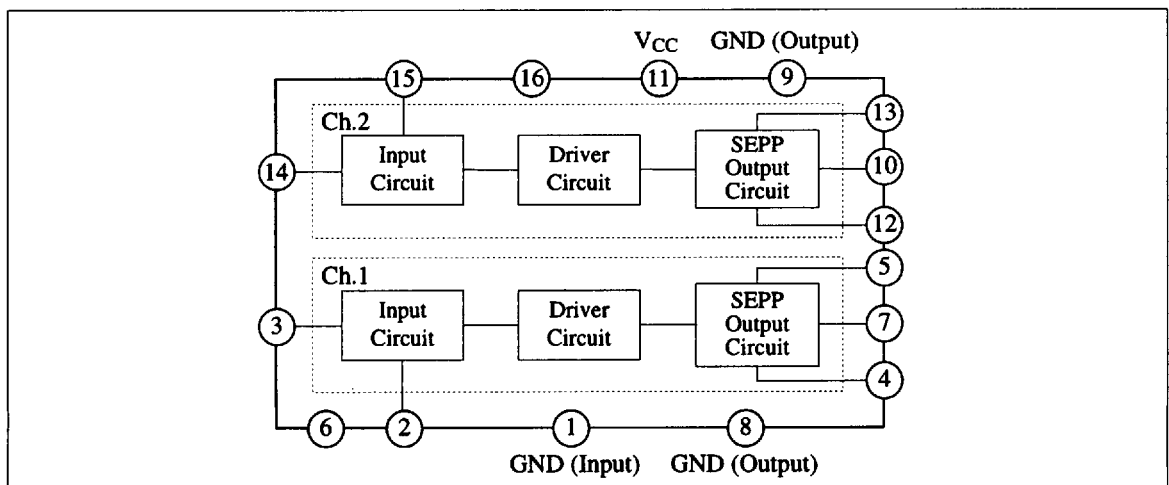 V_CC GND (Output)
15 16 11 9
Ch.2
13
Input
Circuit
Driver
Circuit
SEPP
Output
Circuit
14
10
12
Ch.1
5
Input
Circuit
Driver
Circuit
SEPP
Output
Circuit
3
7
4
6 2 1 8
GND (Input) GND (Output)